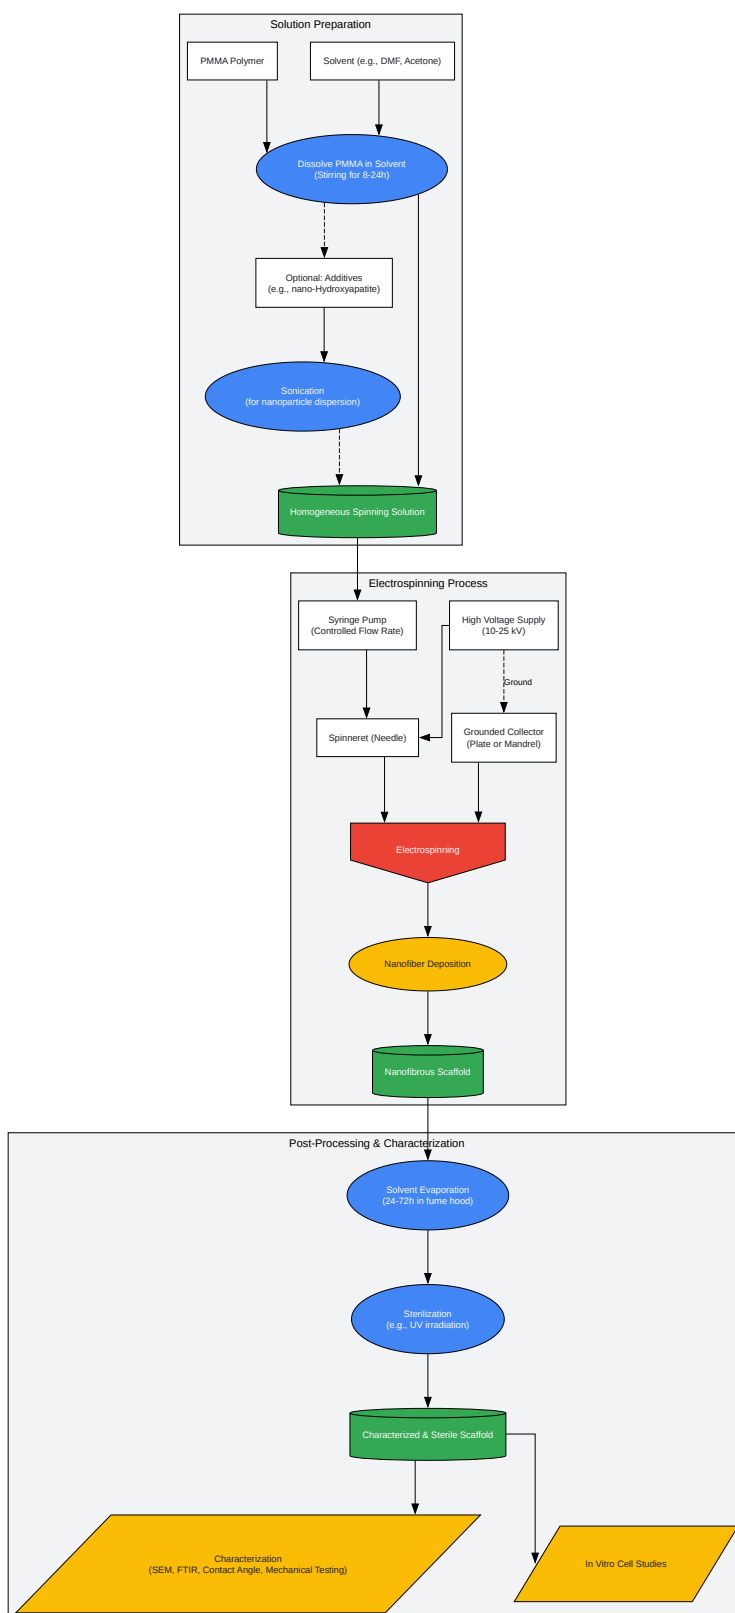 Solution Preparation
PMMA Polymer
Solvent (e.g., DMF, Acetone)
Dissolve PMMA in Solvent
(Stirring for 8-24h)
Optional: Additives
(e.g., nano-Hydroxyapatite)
Sonication
(for nanoparticle dispersion)
Homogeneous Spinning Solution
Electrospinning Process
Syringe Pump
(Controlled Flow Rate)
High Voltage Supply
(10-25 kV)
Ground
Spinneret (Needle)
Grounded Collector
(Plate or Mandrel)
Electrospinning
Nanofiber Deposition
Nanofibrous Scaffold
Post-Processing & Characterization
Solvent Evaporation
(24-72h in fume hood)
Sterilization
(e.g., UV irradiation)
Characterized & Sterile Scaffold
Characterization
(SEM, FTIR, Contact Angle, Mechanical Testing)
In Vitro Cell Studies